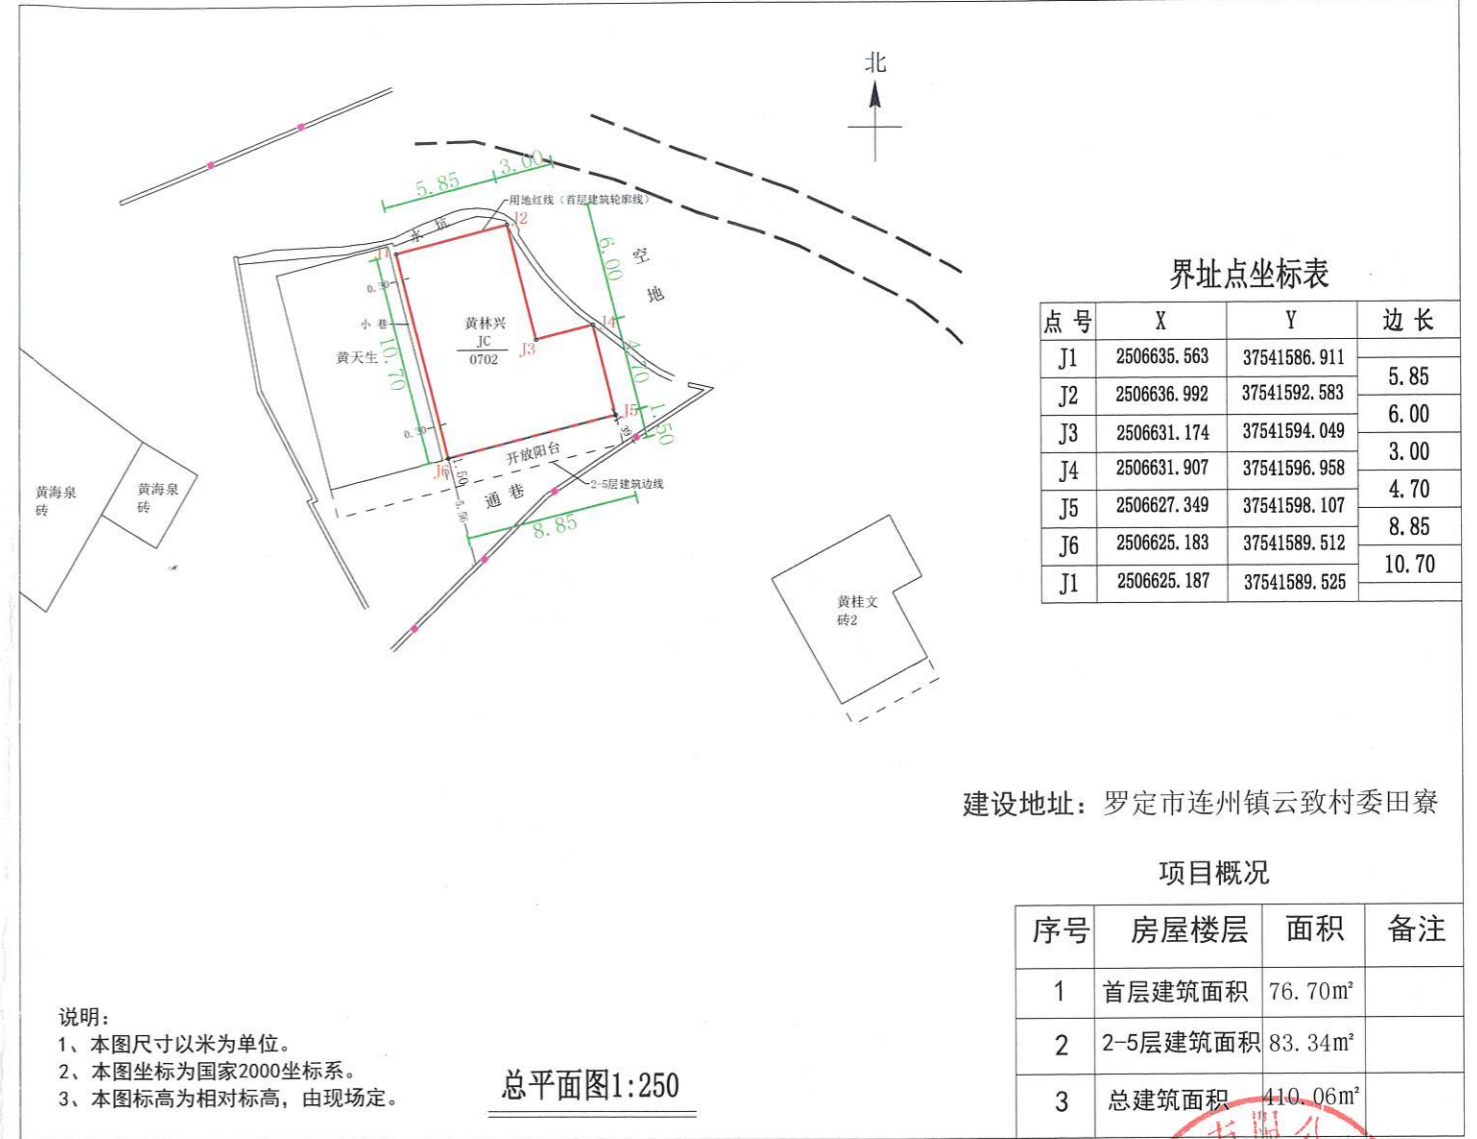 北
5.85
3.00
用地红线（首层建筑轮廓线）
J2
水 坑
J1
6.00
空
地
0.30
小 巷
黄林兴
JC
0702
J4
J3
黄天生
10.70
4.70
J5
1.50
1.39
0.30
J6
开放阳台
1.50
通 巷
2-5层建筑边线
5.56
8.85
黄海泉
砖
黄海泉
砖
黄桂文
砖2
界址点坐标表
点 号 X Y 边 长
J1 2506635.563 37541586.911
5.85
J2 2506636.992 37541592.583
6.00
J3 2506631.174 37541594.049
3.00
J4 2506631.907 37541596.958
4.70
J5 2506627.349 37541598.107
8.85
J6 2506625.183 37541589.512
10.70
J1 2506625.187 37541589.525
建设地址：罗定市连州镇云致村委田寮
项目概况
序号 房屋楼层 面积 备注
1 首层建筑面积 76.70m²
2 2-5层建筑面积 83.34m²
3 总建筑面积 410.06m²
说明：
1、本图尺寸以米为单位。
2、本图坐标为国家2000坐标系。
3、本图标高为相对标高，由现场定。
总平面图1:250